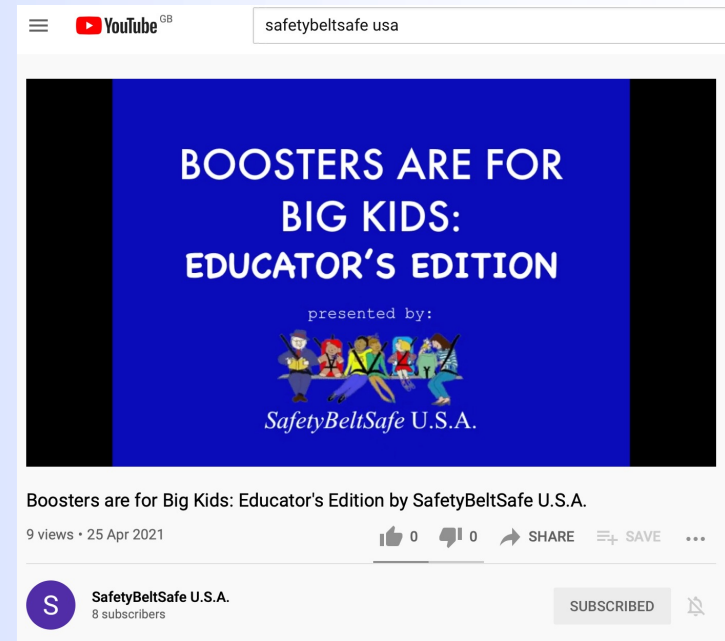 YouTube GB
safetybeltsafe usa
BOOSTERS ARE FOR
BIG KIDS:
EDUCATOR'S EDITION
presented by:
SafetyBeltSafe U.S.A.
Boosters are for Big Kids: Educator's Edition by SafetyBeltSafe U.S.A.
9 views • 25 Apr 2021
0 0 SHARE SAVE
S
SafetyBeltSafe U.S.A.
8 subscribers
SUBSCRIBED